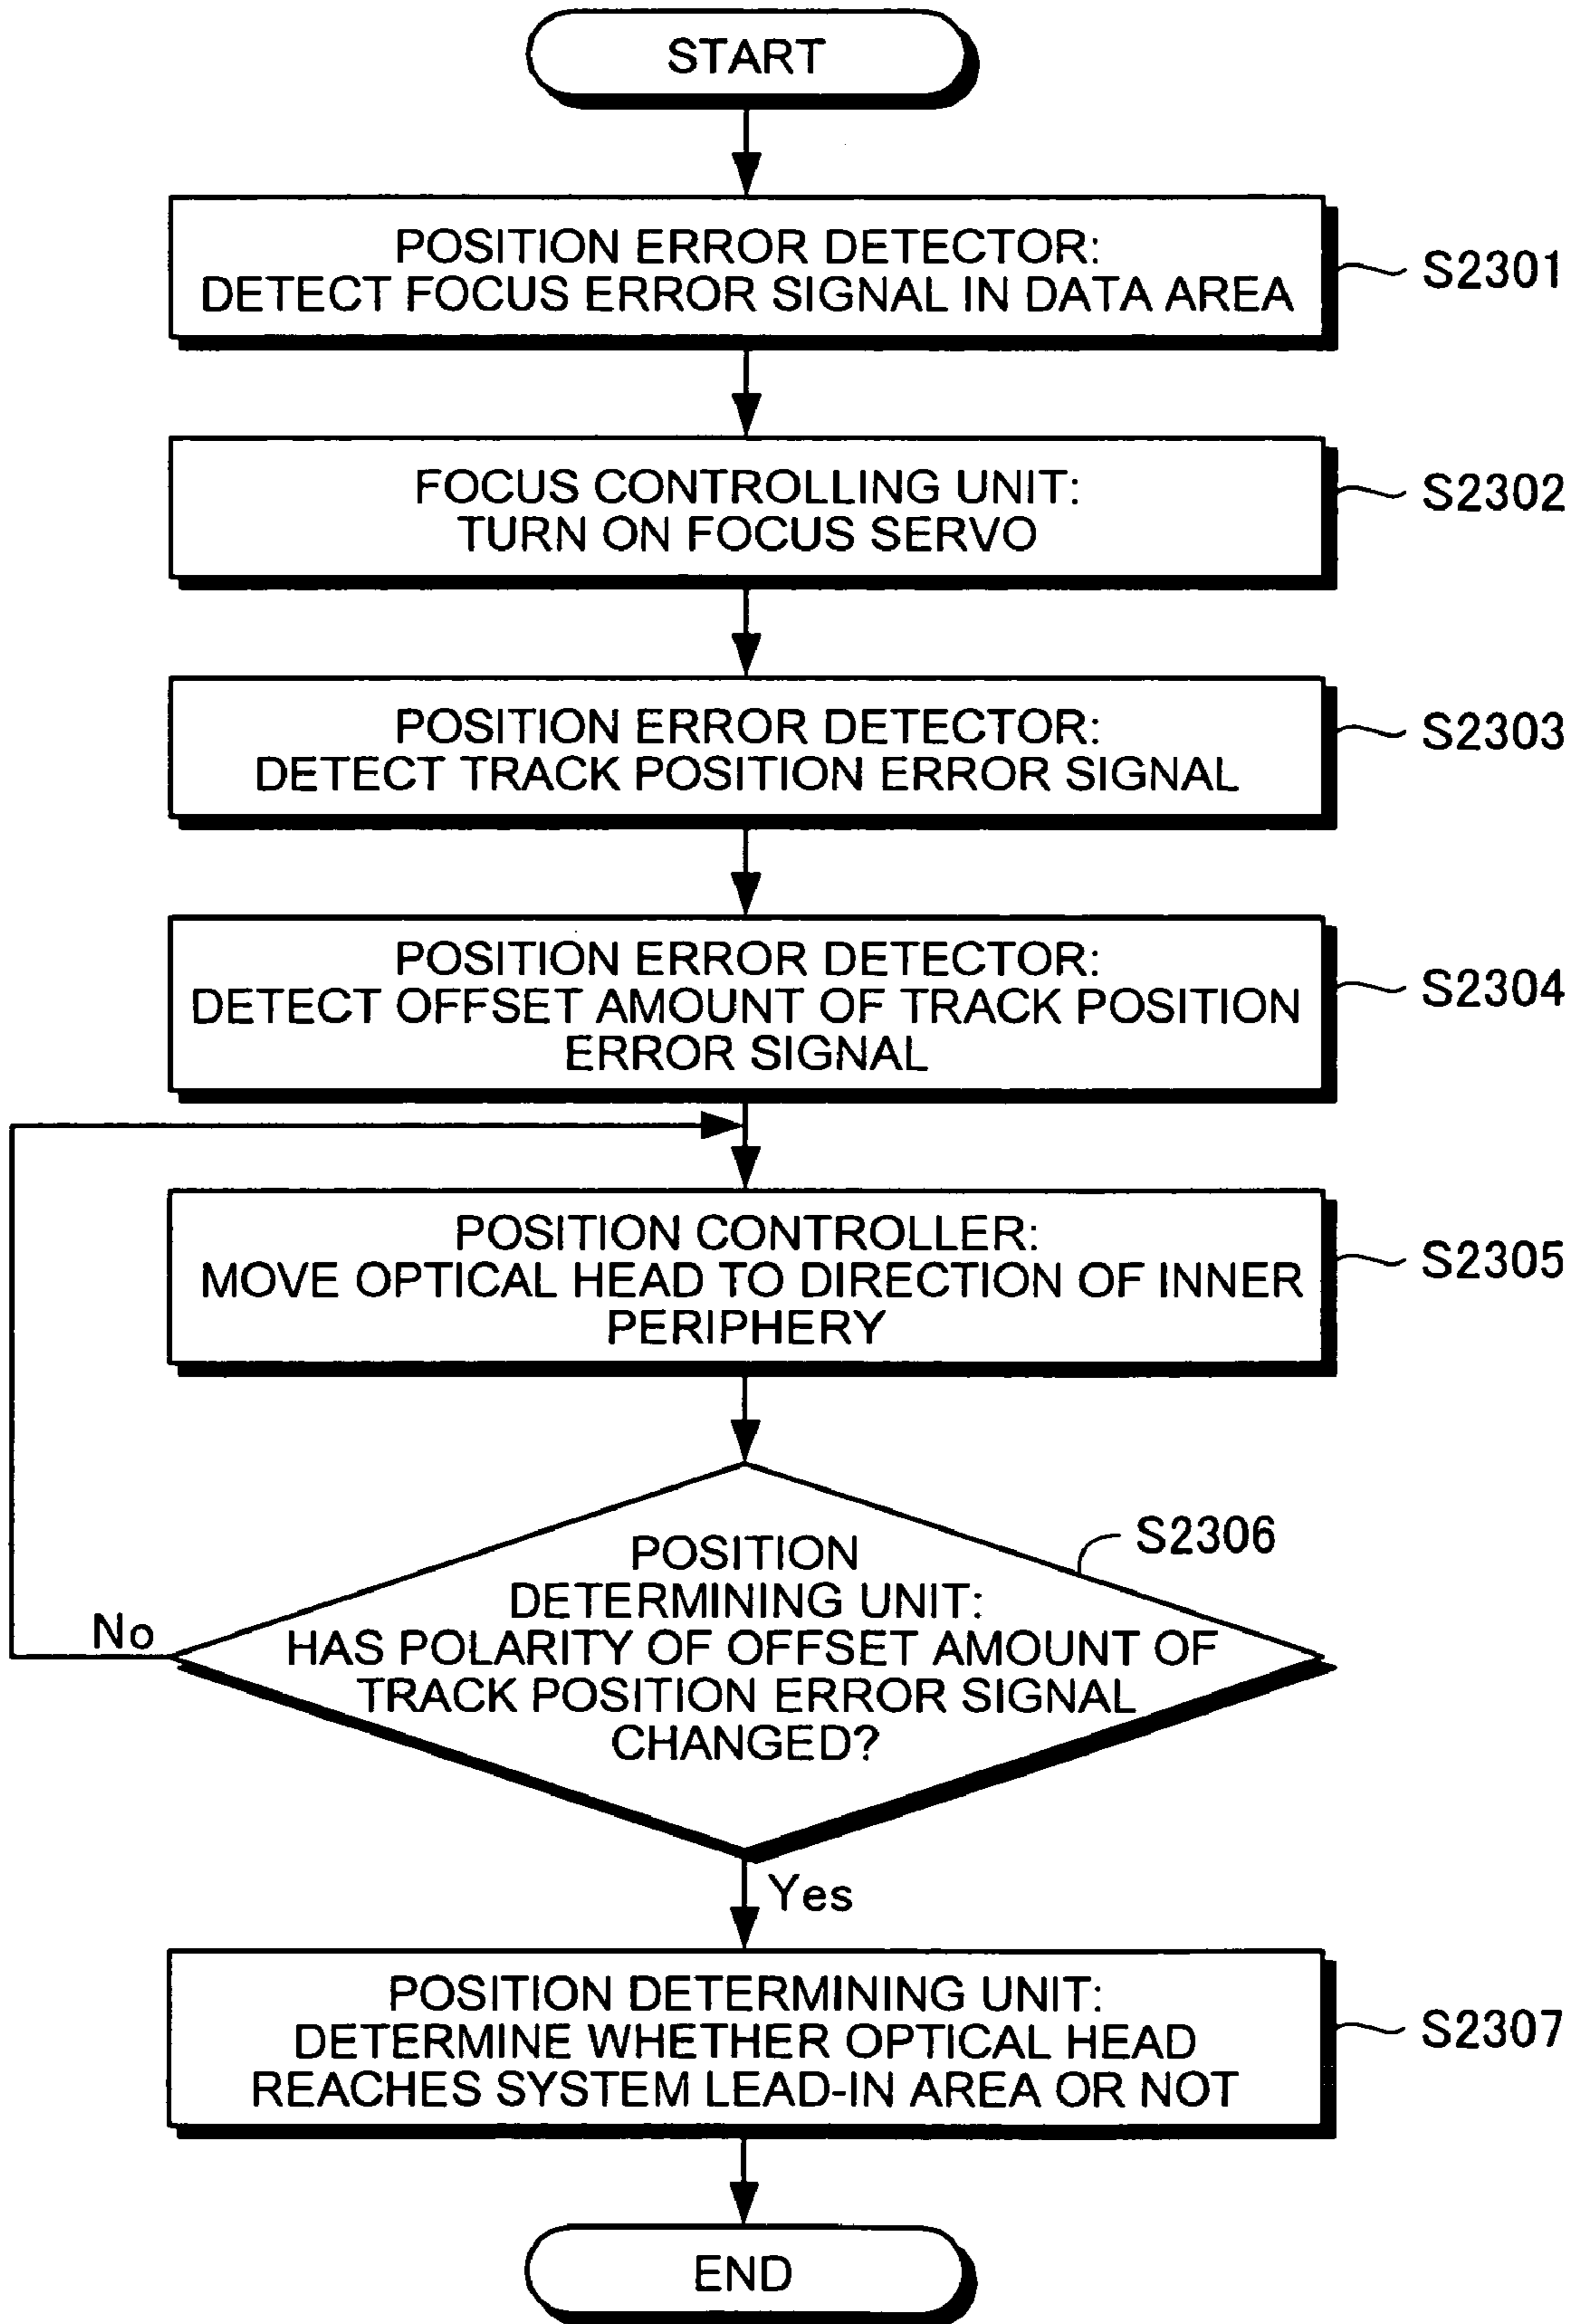 START
POSITION ERROR DETECTOR:
DETECT FOCUS ERROR SIGNAL IN DATA AREA
S2301
FOCUS CONTROLLING UNIT:
TURN ON FOCUS SERVO
S2302
POSITION ERROR DETECTOR:
DETECT TRACK POSITION ERROR SIGNAL
S2303
POSITION ERROR DETECTOR:
DETECT OFFSET AMOUNT OF TRACK POSITION
ERROR SIGNAL
S2304
POSITION CONTROLLER:
MOVE OPTICAL HEAD TO DIRECTION OF INNER
PERIPHERY
S2305
S2306
POSITION
DETERMINING UNIT:
HAS POLARITY OF OFFSET AMOUNT OF
TRACK POSITION ERROR SIGNAL
CHANGED?
No
Yes
POSITION DETERMINING UNIT:
DETERMINE WHETHER OPTICAL HEAD
REACHES SYSTEM LEAD-IN AREA OR NOT
S2307
END